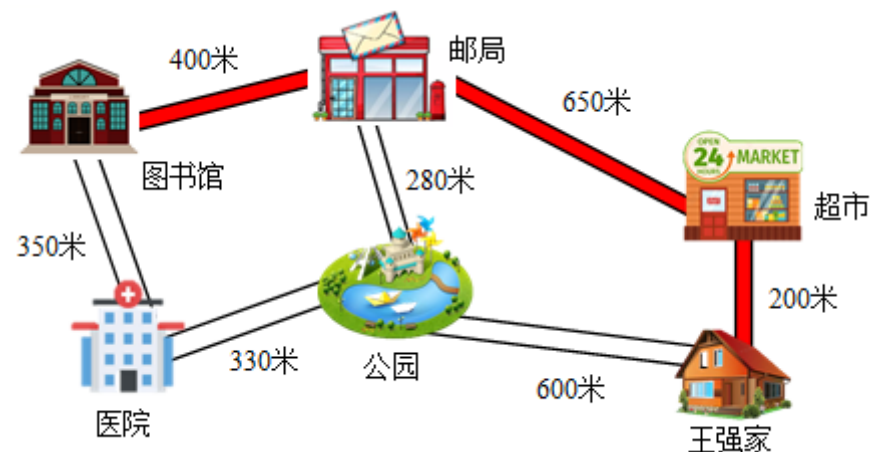 400米
邮局
650米
OPEN
24
HOURS
MARKET
图书馆
280米
超市
350米
200米
330米
公园
600米
医院
王强家